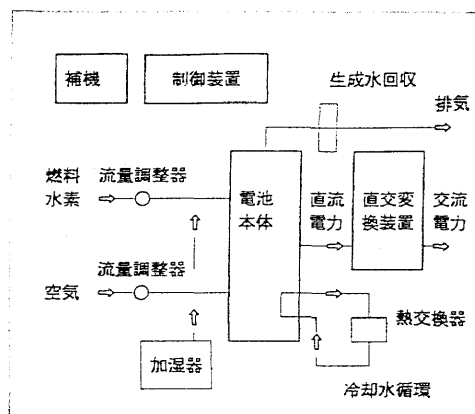 補機
制御装置
生成水回収
排気
燃料
水素
流量調整器
電池
本体
直流
電力
直交変
換装置
交流
電力
空気
流量調整器
加湿器
熱交換器
冷却水循環